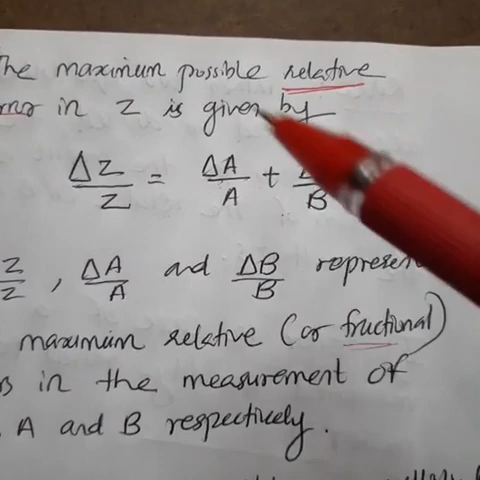 The maximum possible relative
in Z is given by
ΔZ/Z = ΔA/A + /B
Z/Z , ΔA/A and ΔB/B represen
maximum relative (or fractional)
s in the measurement of
A and B respectively.